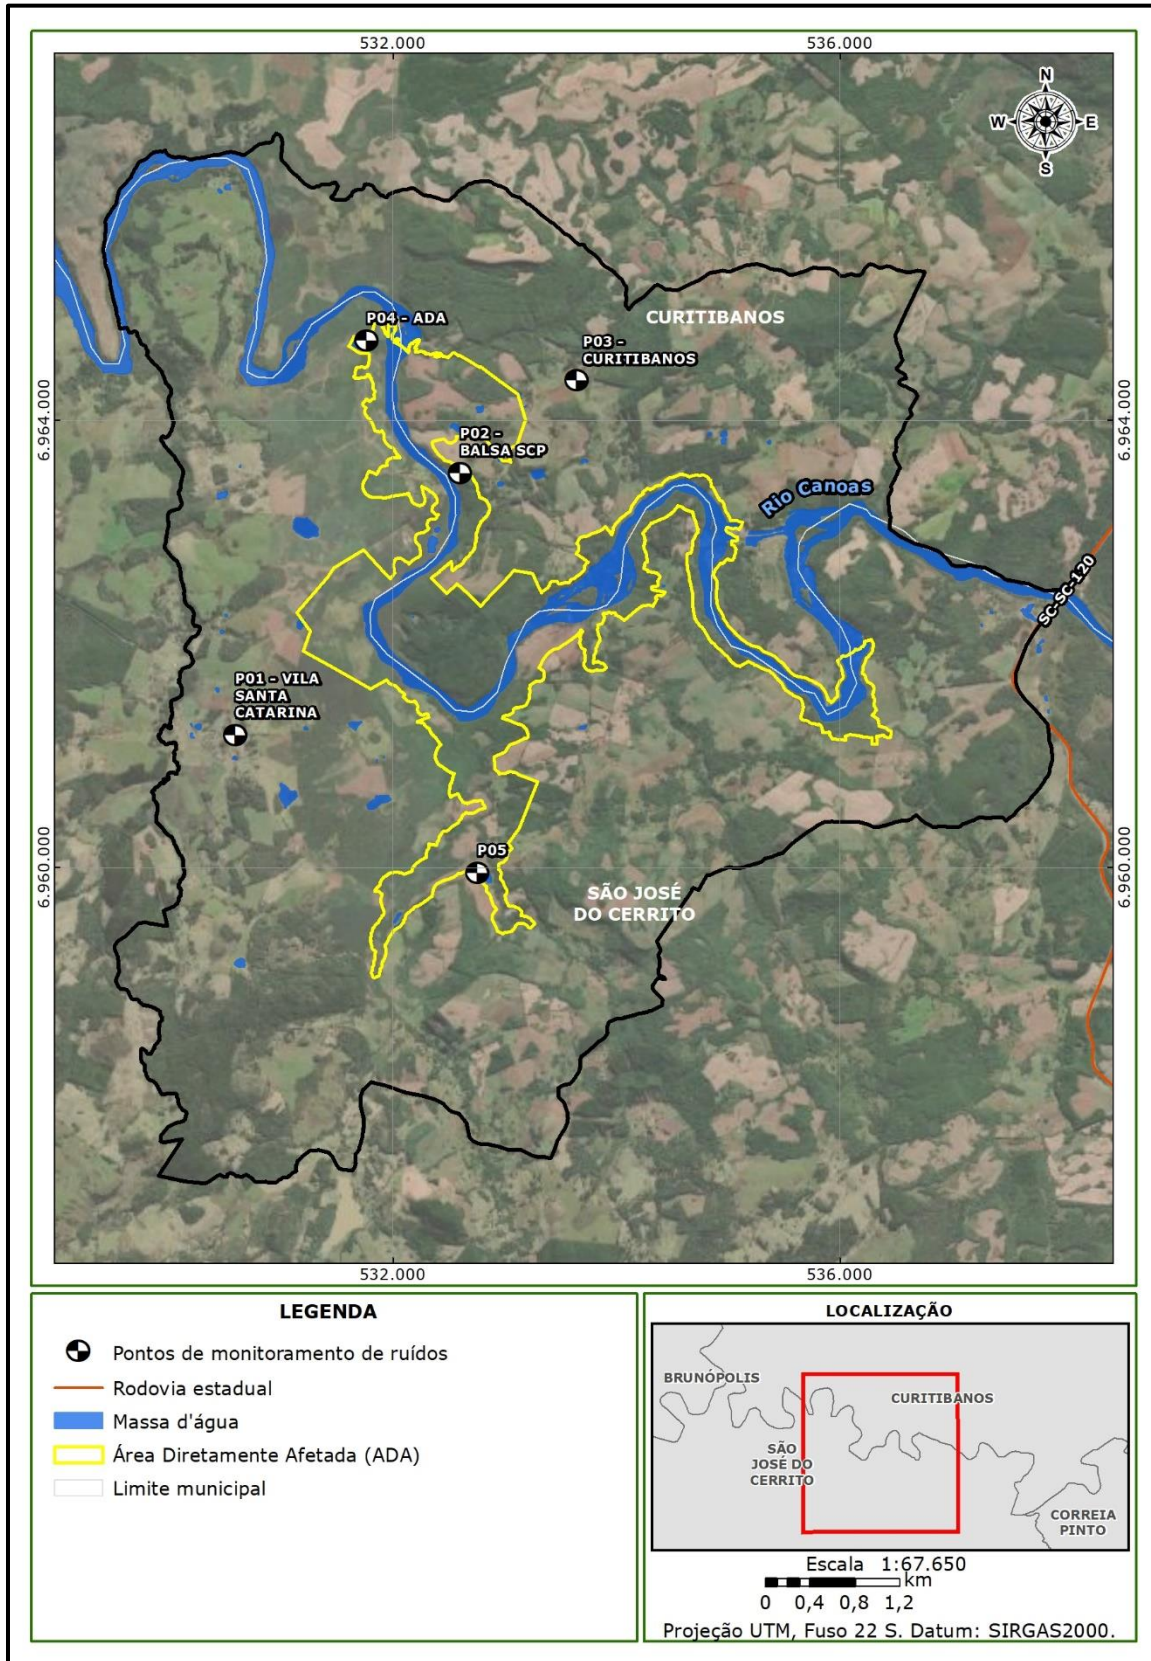 532.000
536.000
N
W
E
S
CURITIBANOS
P04 - ADA
P03 -
CURITIBANOS
6.964.000
6.964.000
P02 -
BALSA SCP
Rio Canoas
SC-SC-120
P01 - VILA
SANTA
CATARINA
P05
6.960.000
6.960.000
SÃO JOSÉ
DO CERRITO
532.000
536.000
LEGENDA
Pontos de monitoramento de ruídos
Rodovia estadual
Massa d'água
Área Diretamente Afetada (ADA)
Limite municipal
LOCALIZAÇÃO
BRUNÓPOLIS
CURITIBANOS
SÃO
JOSÉ DO
CERRITO
CORREIA
PINTO
Escala 1:67.650
km
0 0,4 0,8 1,2
Projeção UTM, Fuso 22 S. Datum: SIRGAS2000.